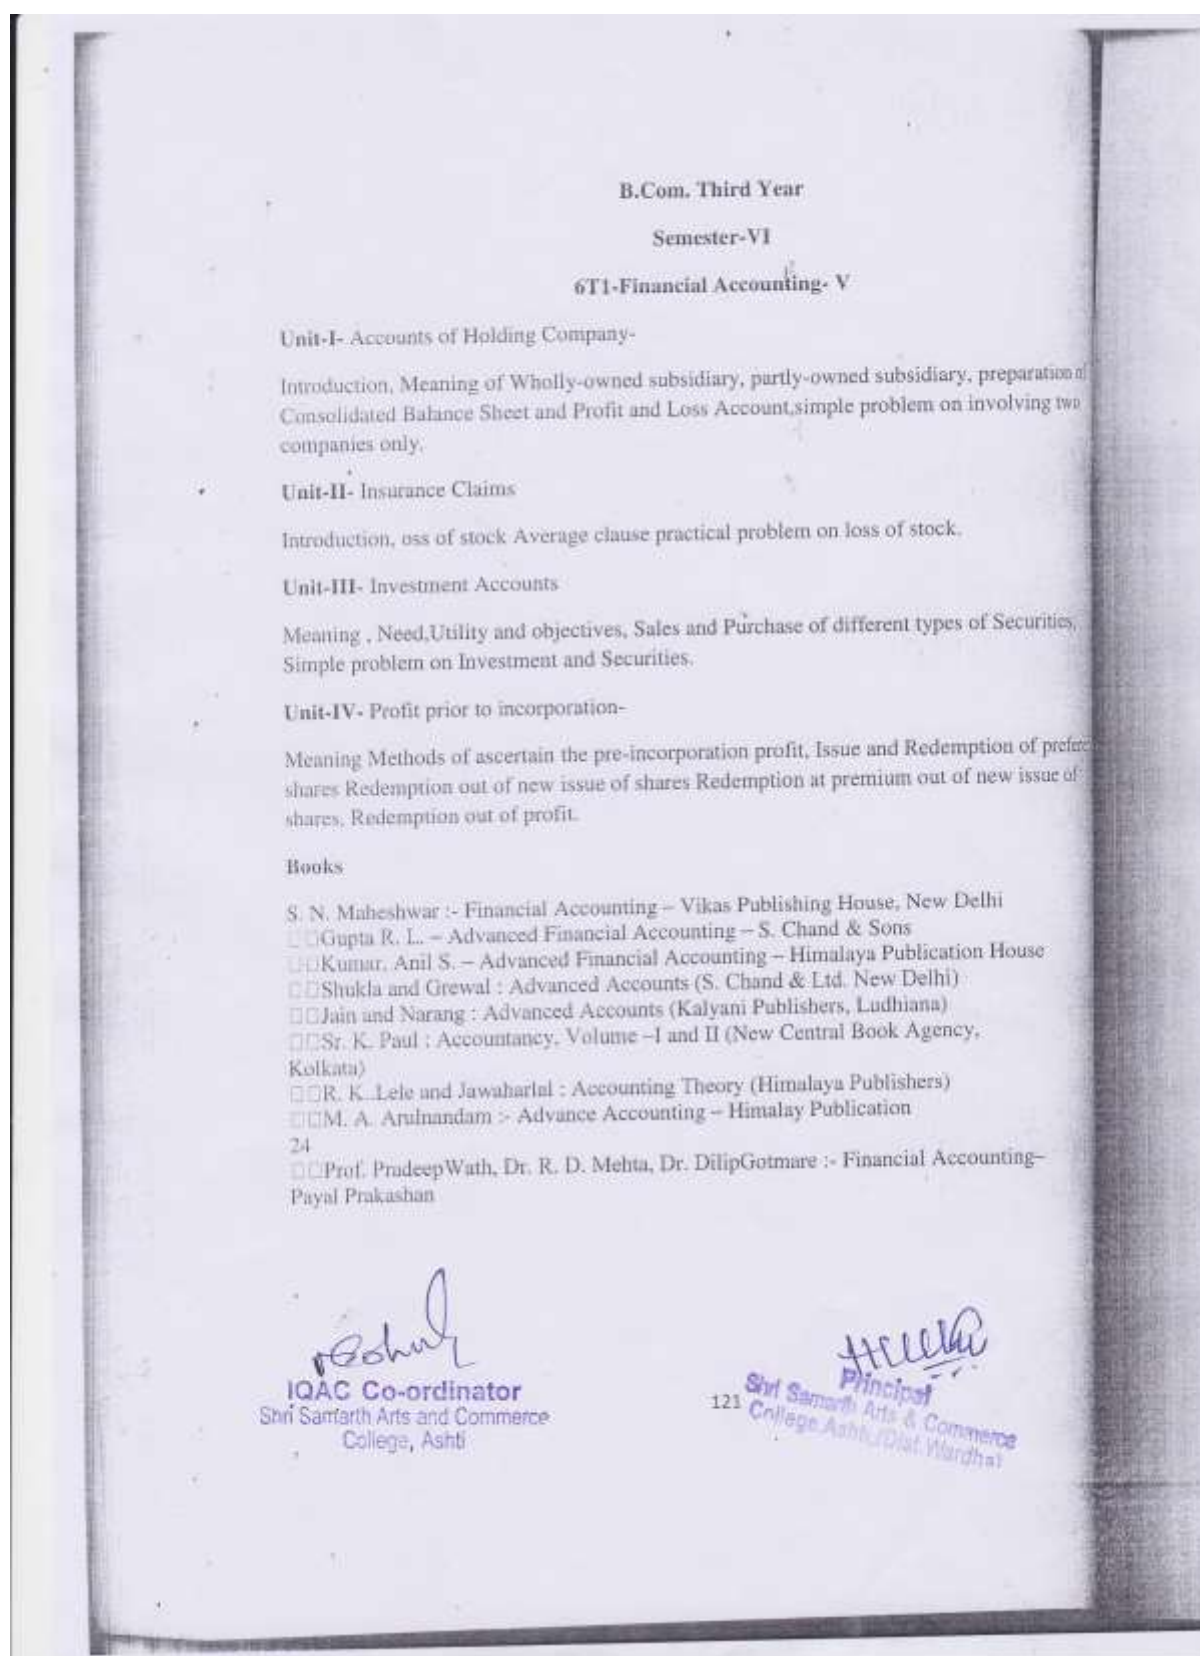 B.Com. Third Year
Semester-VI
6T1-Financial Accounting- V
Unit-I- Accounts of Holding Company-
Introduction, Meaning of Wholly-owned subsidiary, partly-owned subsidiary, preparation of
Consolidated Balance Sheet and Profit and Loss Account,simple problem on involving two
companies only.
Unit-II- Insurance Claims
Introduction, oss of stock Average clause practical problem on loss of stock.
Unit-III- Investment Accounts
Meaning , Need,Utility and objectives, Sales and Purchase of different types of Securities,
Simple problem on Investment and Securities.
Unit-IV- Profit prior to incorporation-
Meaning Methods of ascertain the pre-incorporation profit, Issue and Redemption of prefere
shares Redemption out of new issue of shares Redemption at premium out of new issue of
shares, Redemption out of profit.
Books
S. N. Maheshwar :- Financial Accounting – Vikas Publishing House, New Delhi
□□Gupta R. L. – Advanced Financial Accounting – S. Chand & Sons
□□Kumar, Anil S. – Advanced Financial Accounting – Himalaya Publication House
□□Shukla and Grewal : Advanced Accounts (S. Chand & Ltd. New Delhi)
□□Jain and Narang : Advanced Accounts (Kalyani Publishers, Ludhiana)
□□Sr. K. Paul : Accountancy, Volume –I and II (New Central Book Agency,
Kolkata)
□□R. K. Lele and Jawaharlal : Accounting Theory (Himalaya Publishers)
□□M. A. Arulnandam :- Advance Accounting – Himalay Publication
24
□□Prof. PradeepWath, Dr. R. D. Mehta, Dr. DilipGotmare :- Financial Accounting–
Payal Prakashan
IQAC Co-ordinator
Shri Samarth Arts and Commerce
College, Ashti
121
Principal
Shri Samarth Arts & Commerce
College,Ashti,(Dist.Wardha)